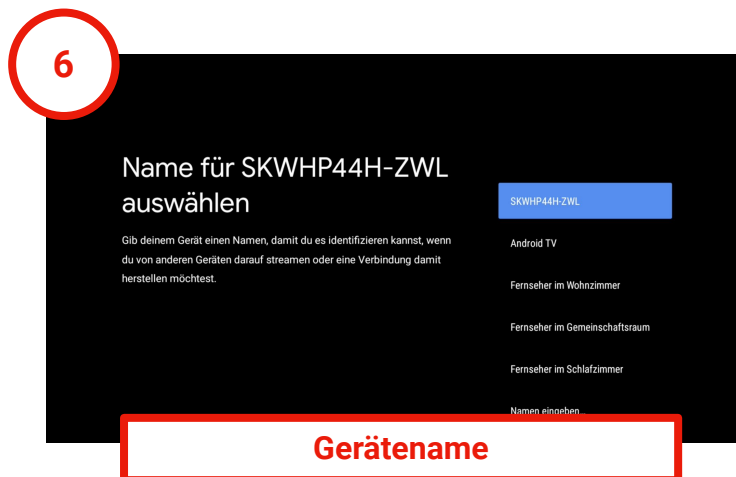 6
Name für SKWHP44H-ZWL
auswählen
Gib deinem Gerät einen Namen, damit du es identifizieren kannst, wenn
du von anderen Geräten darauf streamen oder eine Verbindung damit
herstellen möchtest.
SKWHP44H-ZWL
Android TV
Fernseher im Wohnzimmer
Fernseher im Gemeinschaftsraum
Fernseher im Schlafzimmer
Namen eingeben...
Gerätename